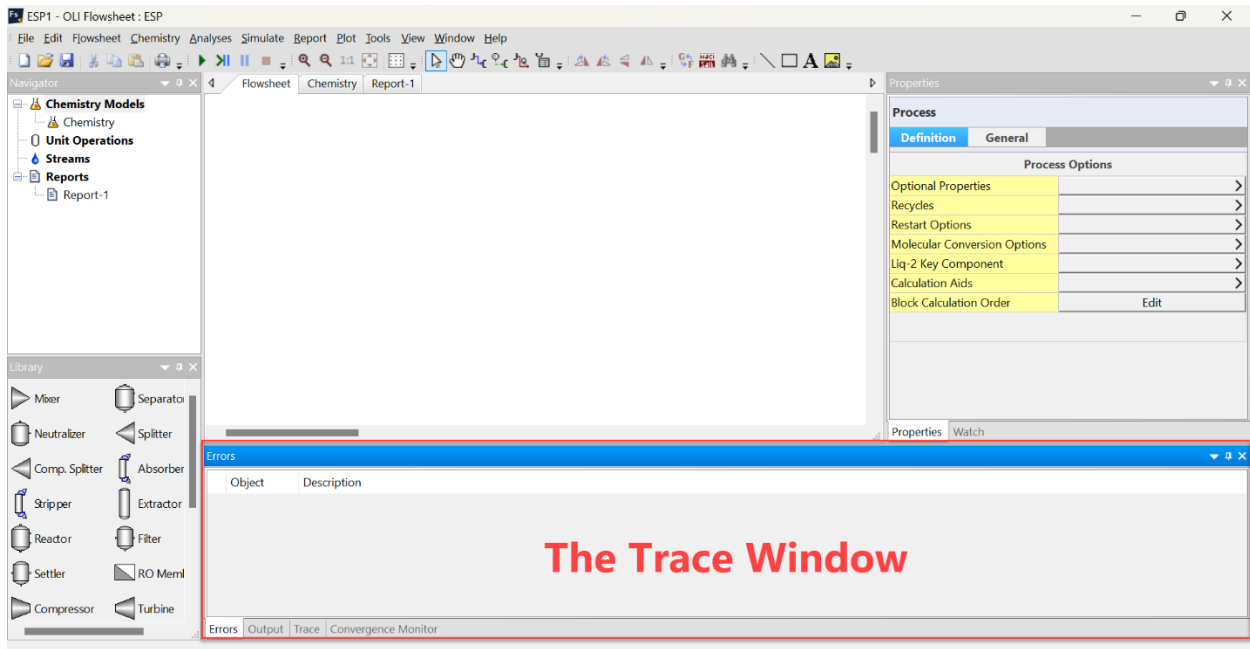 ESP1 - OLI Flowsheet : ESP
File Edit Flowsheet Chemistry Analyses Simulate Report Plot Tools View Window Help
1:1
A
Navigator
Chemistry Models
Chemistry
Unit Operations
Streams
Reports
Report-1
Flowsheet Chemistry Report-1
Properties
Process
Definition General
Process Options
Optional Properties
Recycles
Restart Options
Molecular Conversion Options
Liq-2 Key Component
Calculation Aids
Block Calculation Order Edit
Properties Watch
Library
Mixer Separator
Neutralizer Splitter
Comp. Splitter Absorber
Stripper Extractor
Reactor Filter
Settler RO Meml
Compressor Turbine
Errors
Object Description
The Trace Window
Errors Output Trace Convergence Monitor